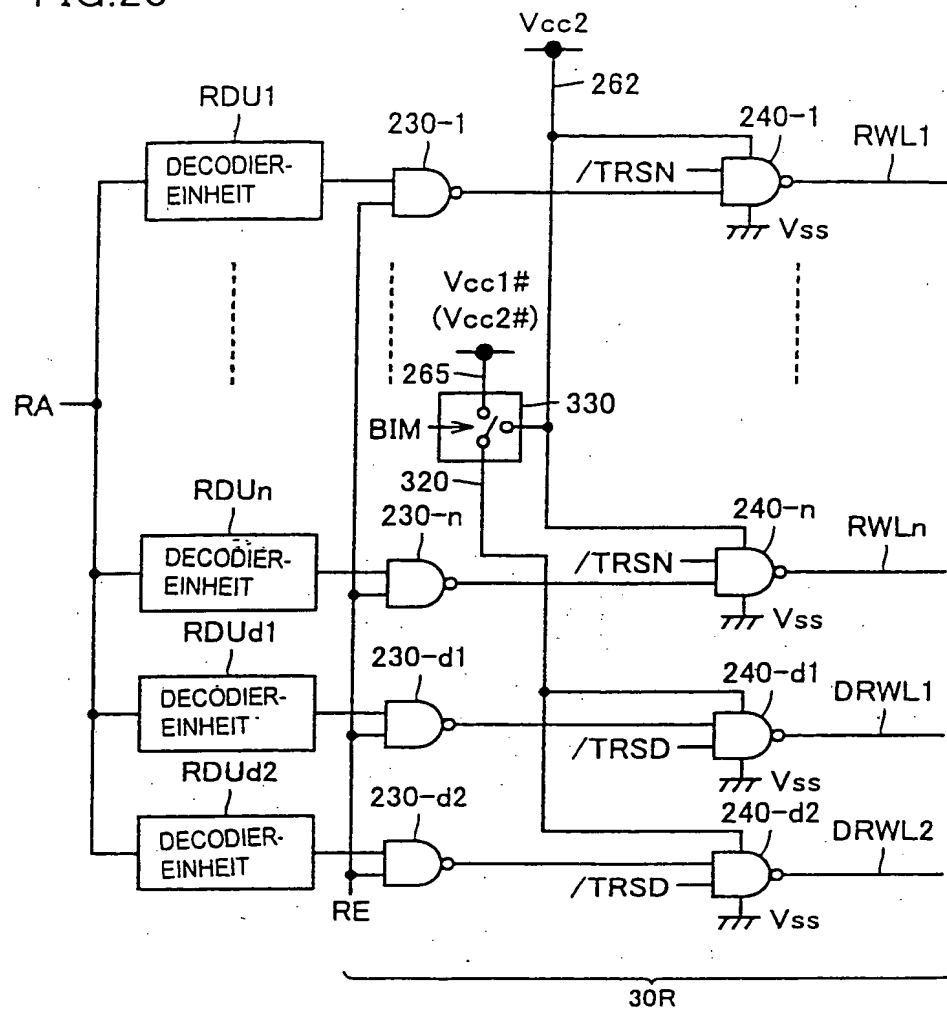 Vcc2
262
RDU1
230-1
240-1
RWL1
DECODIER-
EINHEIT
/TRSN
Vss
Vcc1#
(Vcc2#)
265
330
RA
BIM
320
RDUn
230-n
240-n
RWLn
DECODIER-
EINHEIT
/TRSN
Vss
RDUd1
230-d1
240-d1
DRWL1
DECODIER-
EINHEIT
/TRSD
Vss
RDUd2
230-d2
240-d2
DRWL2
DECODIER-
EINHEIT
/TRSD
RE
Vss
30R